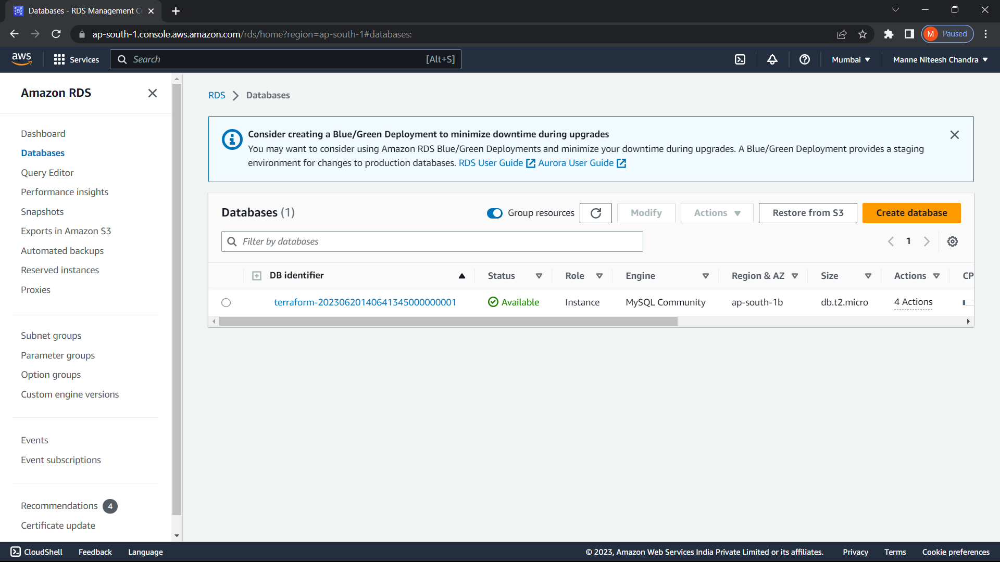 Databases - RDS Management C
ap-south-1.console.aws.amazon.com/rds/home?region=ap-south-1#databases:
M Paused
aws
Services
Search [Alt+S]
Mumbai
Manne Niteesh Chandra
Amazon RDS
Dashboard
Databases
Query Editor
Performance insights
Snapshots
Exports in Amazon S3
Automated backups
Reserved instances
Proxies
Subnet groups
Parameter groups
Option groups
Custom engine versions
Events
Event subscriptions
Recommendations 4
Certificate update
RDS > Databases
Consider creating a Blue/Green Deployment to minimize downtime during upgrades
You may want to consider using Amazon RDS Blue/Green Deployments and minimize your downtime during upgrades. A Blue/Green Deployment provides a staging
environment for changes to production databases. RDS User Guide Aurora User Guide
Databases (1)
Group resources
Modify
Actions
Restore from S3
Create database
Filter by databases
1
DB identifier Status Role Engine Region & AZ Size Actions CP
terraform-20230620140641345000000001 Available Instance MySQL Community ap-south-1b db.t2.micro 4 Actions
CloudShell Feedback Language
© 2023, Amazon Web Services India Private Limited or its affiliates. Privacy Terms Cookie preferences